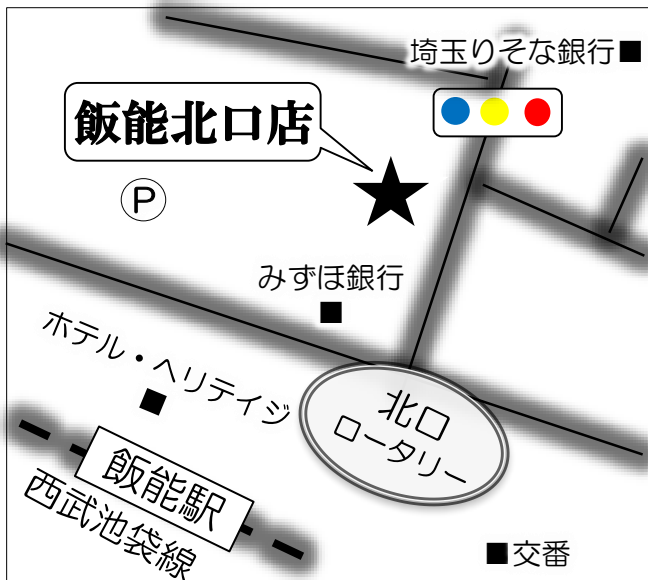 埼玉りそな銀行
飯能北口店
P
みずほ銀行
ホテル・ヘリテイジ
北口
ロータリー
飯能駅
西武池袋線
交番